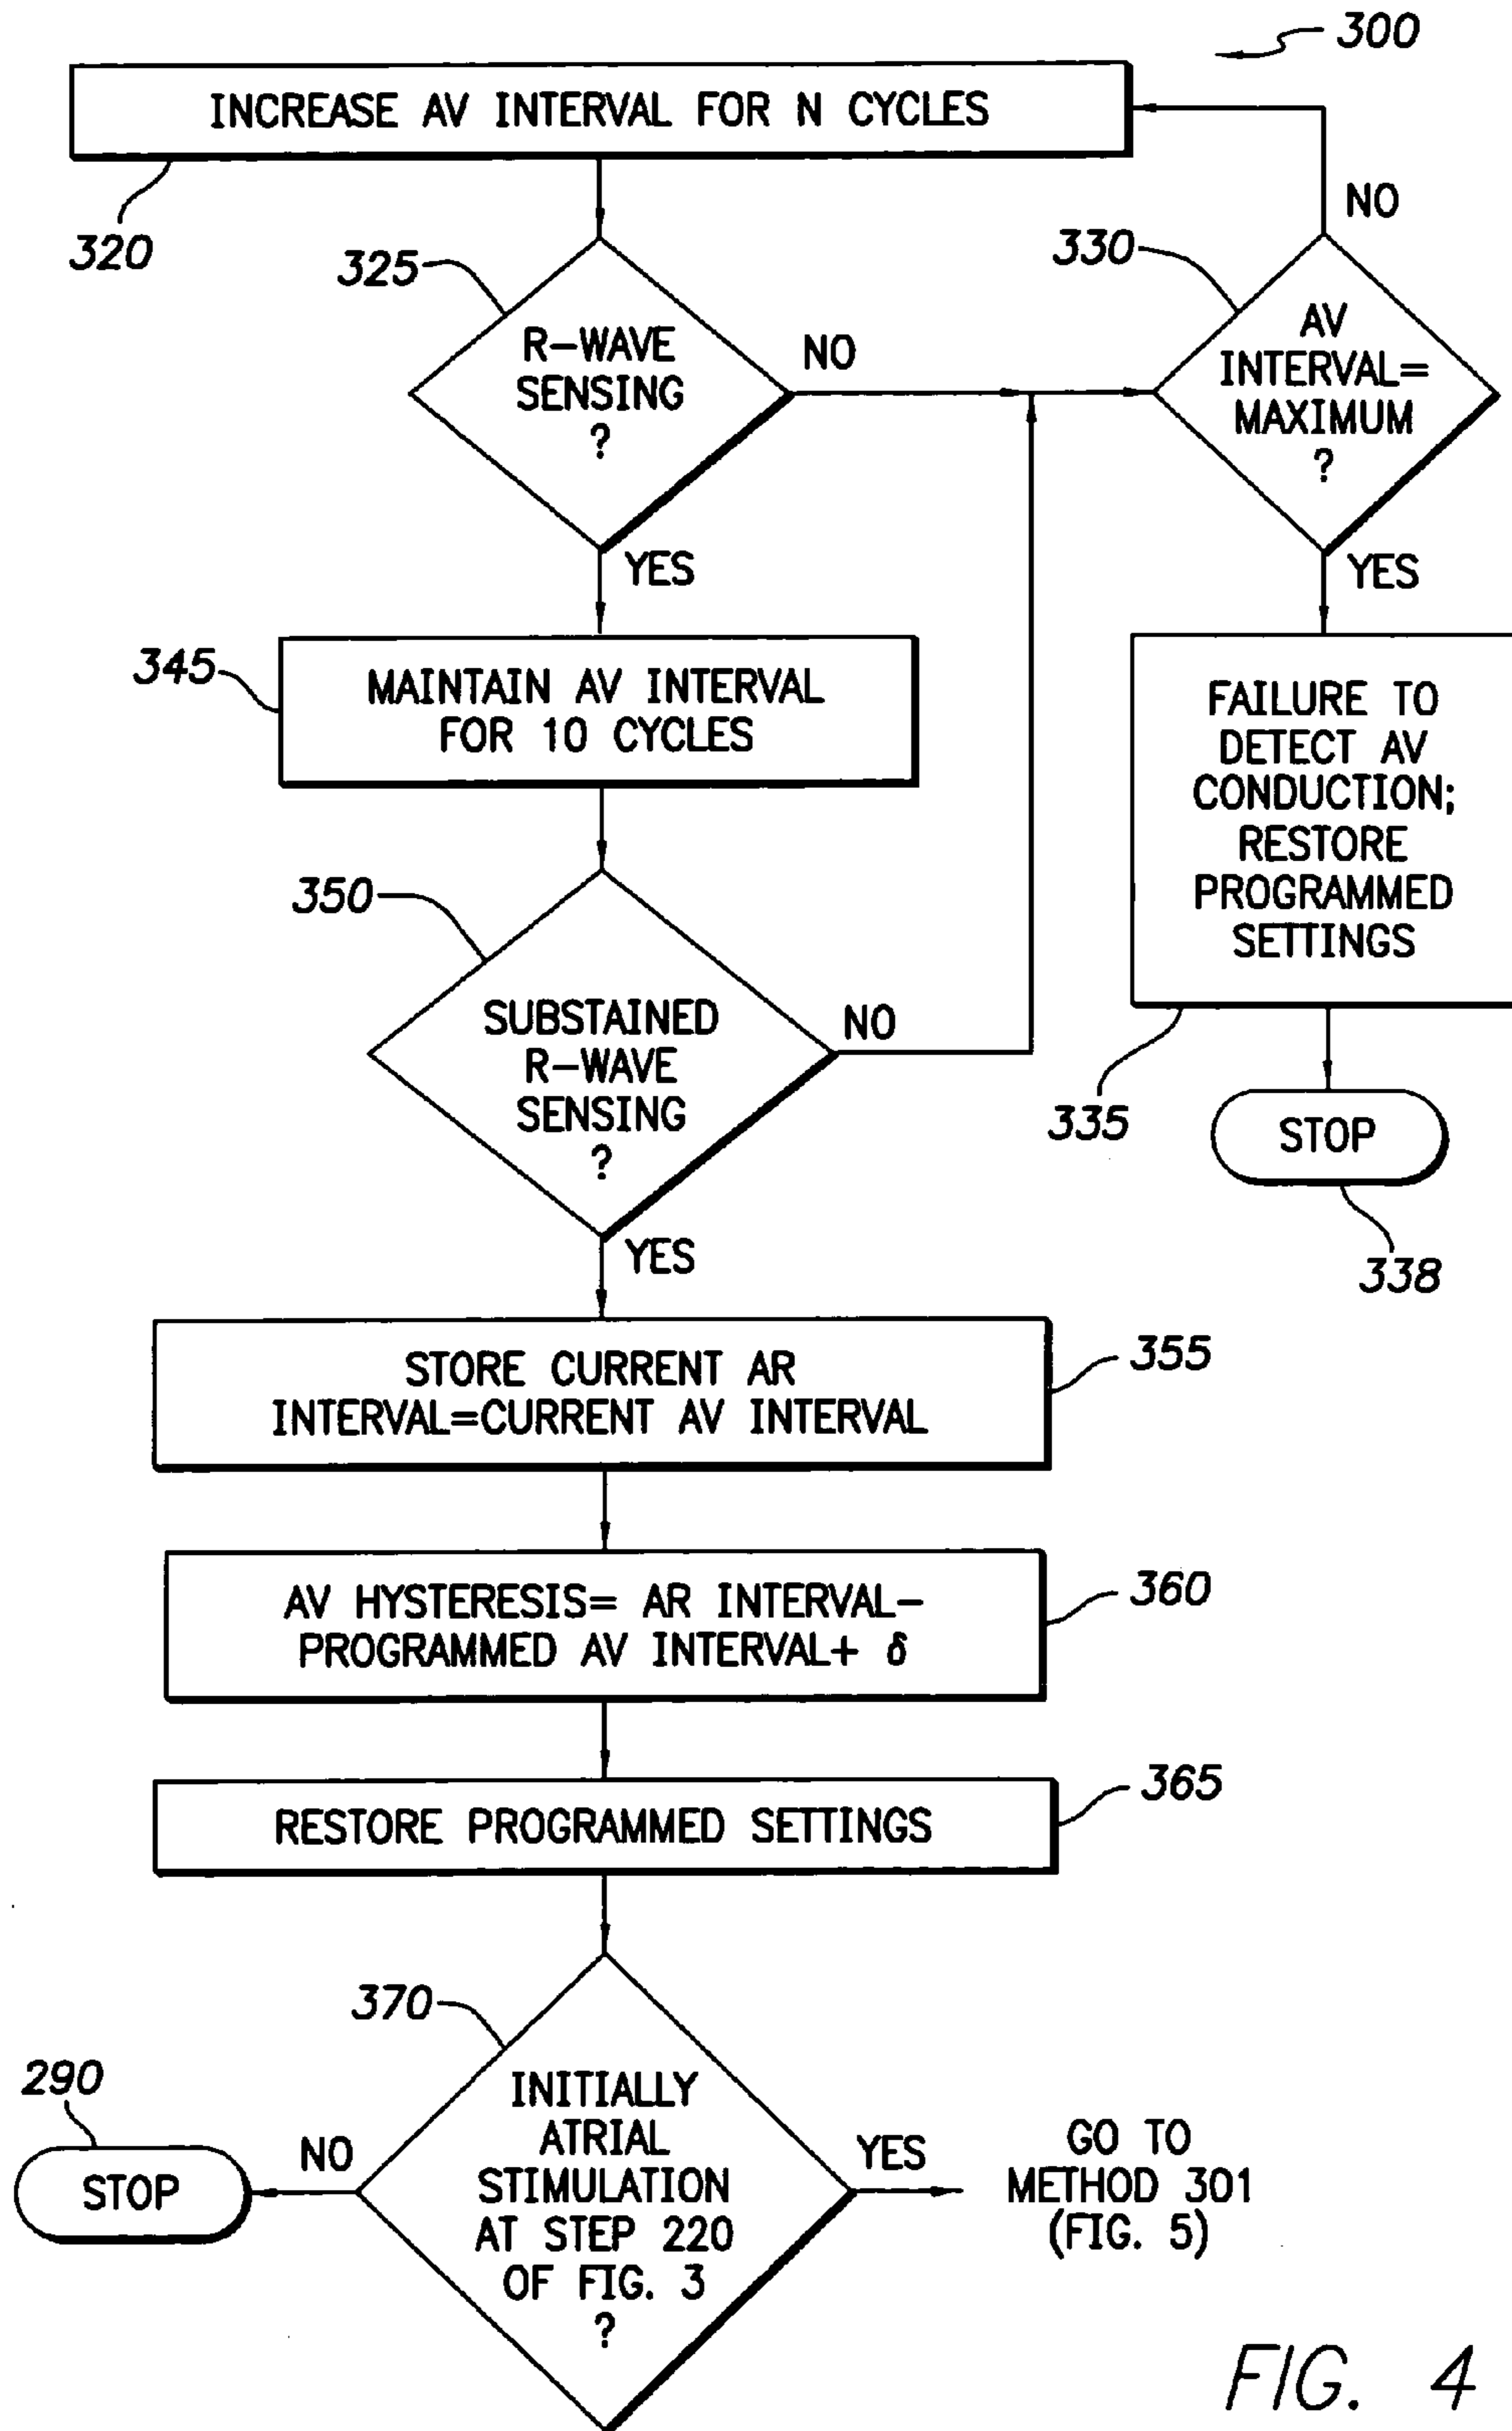 300
INCREASE AV INTERVAL FOR N CYCLES
320
325
R-WAVE
SENSING
?
NO
YES
330
AV
INTERVAL=
MAXIMUM
?
NO
YES
345
MAINTAIN AV INTERVAL
FOR 10 CYCLES
FAILURE TO
DETECT AV
CONDUCTION;
RESTORE
PROGRAMMED
SETTINGS
335
STOP
338
350
SUBSTAINED
R-WAVE
SENSING
?
NO
YES
STORE CURRENT AR
INTERVAL=CURRENT AV INTERVAL
355
AV HYSTERESIS= AR INTERVAL-
PROGRAMMED AV INTERVAL+ δ
360
RESTORE PROGRAMMED SETTINGS
365
370
INITIALLY
ATRIAL
STIMULATION
AT STEP 220
OF FIG. 3
?
NO
290
STOP
YES
GO TO
METHOD 301
(FIG. 5)
FIG. 4